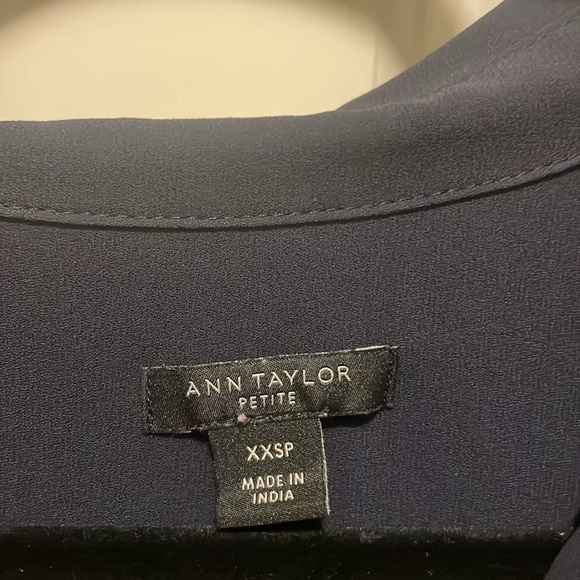 ANN TAYLOR
PETITE
XXSP
MADE IN
INDIA